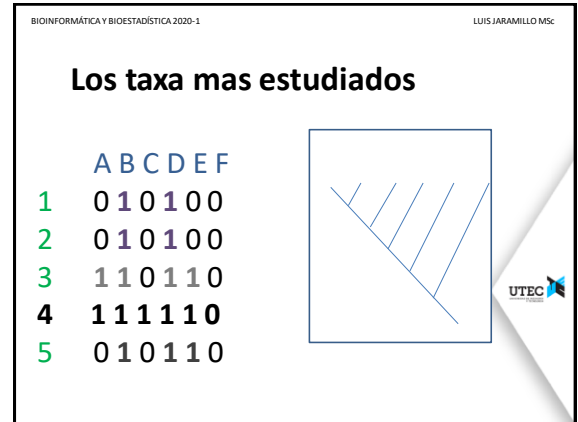 BIOINFORMÁTICA Y BIOESTADÍSTICA 2020-1 LUIS JARAMILLO MSc
Los taxa mas estudiados
A B C D E F
1 0 1 0 1 0 0
2 0 1 0 1 0 0
3 1 1 0 1 1 0
4 1 1 1 1 1 0
5 0 1 0 1 1 0
UTEC